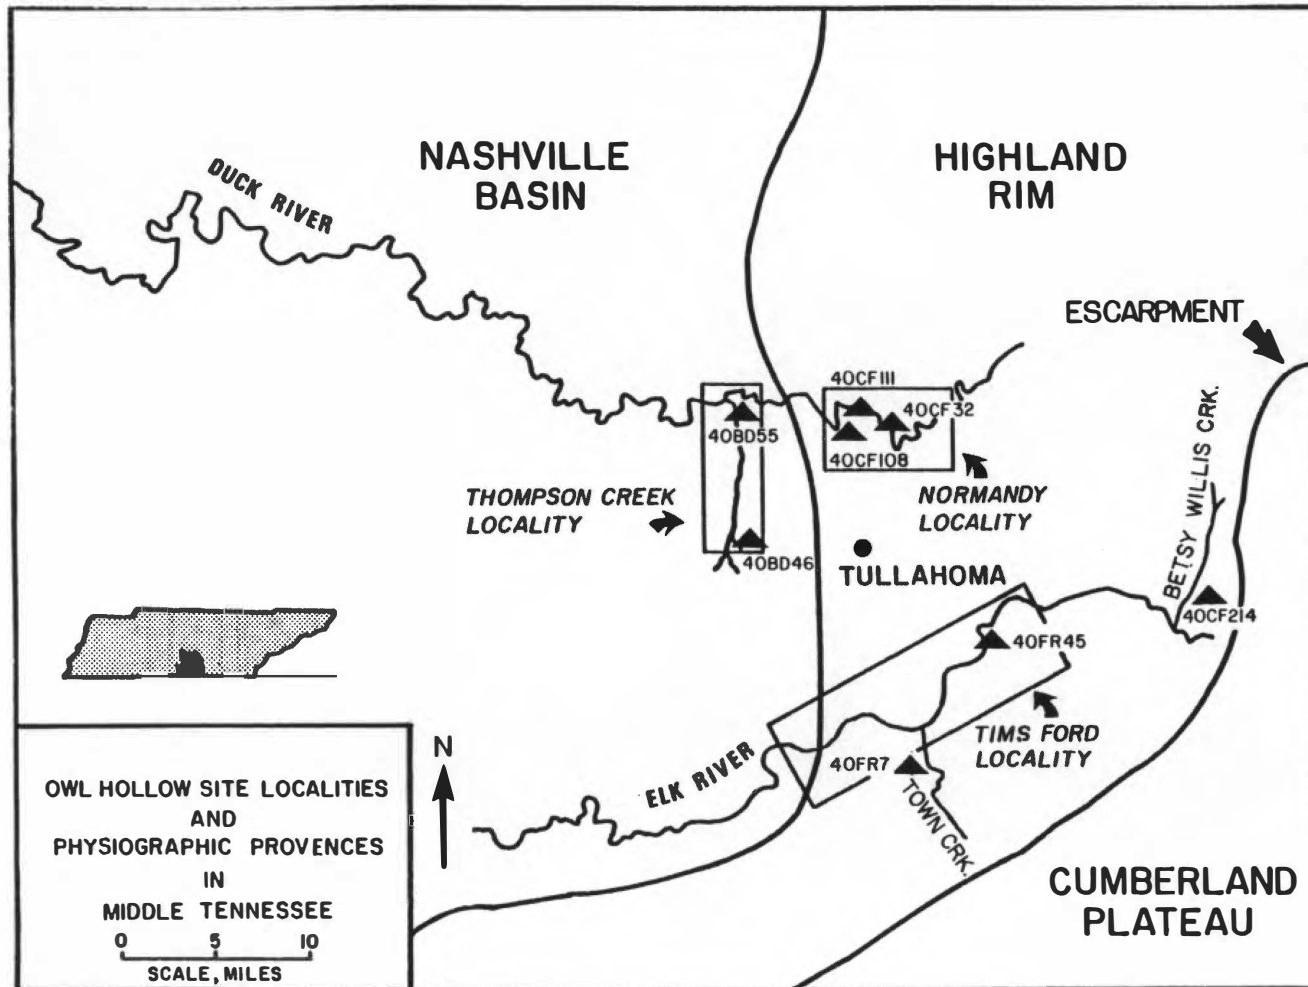 NASHVILLE
BASIN
HIGHLAND
RIM
DUCK RIVER
ESCARPMENT
40CF111
40CF32
40BD55
40CF108
BETSY WILLIS CRK.
THOMPSON CREEK
LOCALITY
NORMANDY
LOCALITY
40BD46
TULLAHOMA
40CF214
40FR45
TIMS FORD
LOCALITY
40FR7
ELK RIVER
TOWN CRK.
N
CUMBERLAND
PLATEAU
OWL HOLLOW SITE LOCALITIES
AND
PHYSIOGRAPHIC PROVENCES
IN
MIDDLE TENNESSEE
0 5 10
SCALE, MILES